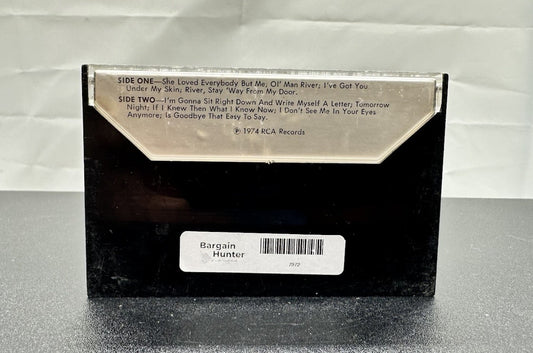 SIDE ONE—She Loved Everybody But Me; Ol' Man River; I've Got You
Under My Skin; River, Stay 'Way From My Door.
SIDE TWO—I'm Gonna Sit Right Down And Write Myself A Letter; Tomorrow
Night; If I Knew Then What I Know Now; I Don't See Me In Your Eyes
Anymore; Is Goodbye That Easy To Say.
℗ 1974 RCA Records
Bargain
Hunter